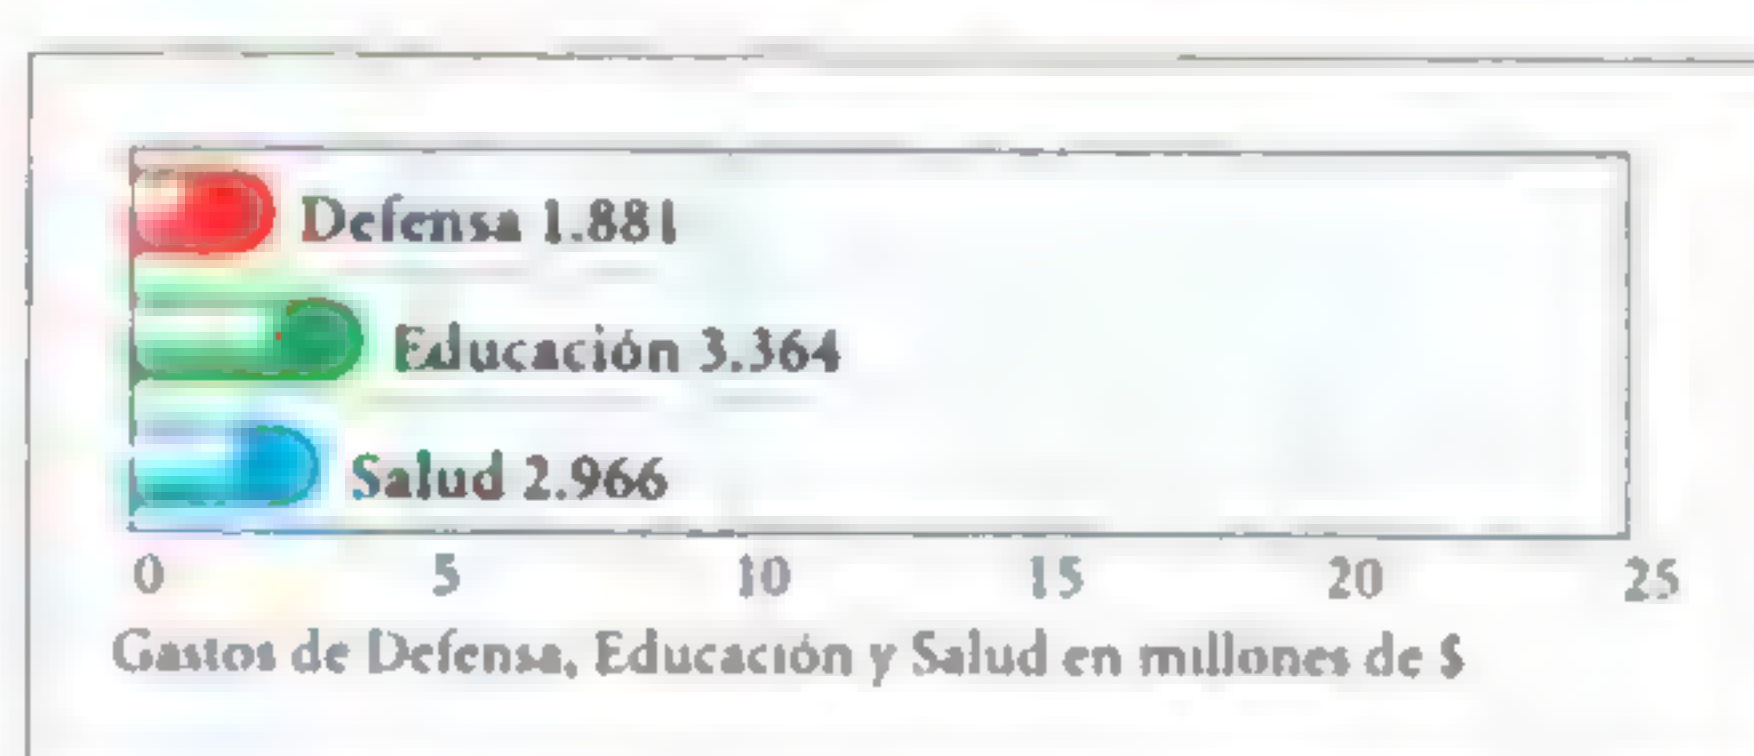 Defensa 1.881
Educación 3.364
Salud 2.966
0 5 10 15 20 25
Gastos de Defensa, Educación y Salud en millones de $